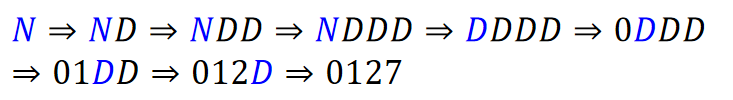 N ⇒ ND ⇒ NDD ⇒ NDDD ⇒ DDDD ⇒ 0DDD
⇒ 01DD ⇒ 012D ⇒ 0127